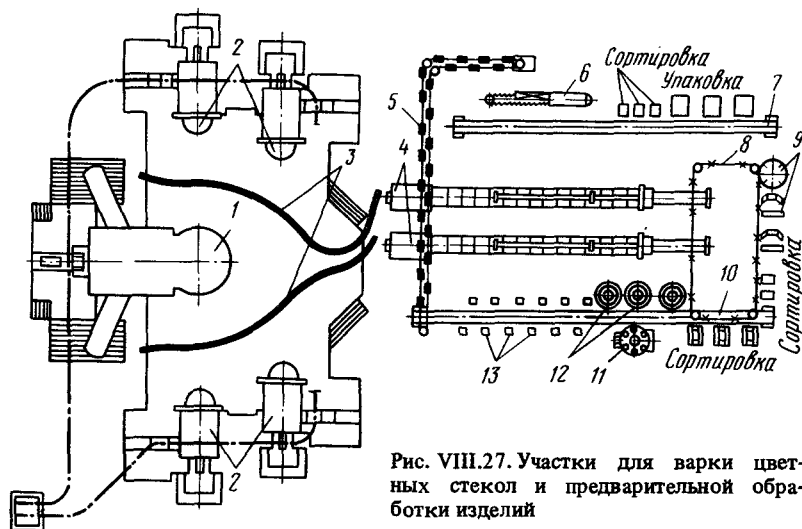 2
Сортировка
Упаковка
6
7
5
8
9
3
4
1
10
Сортировка
13
12
11
Сортировка
2
Рис. VIII.27. Участки для варки цвет-
ных стекол и предварительной обра-
ботки изделий